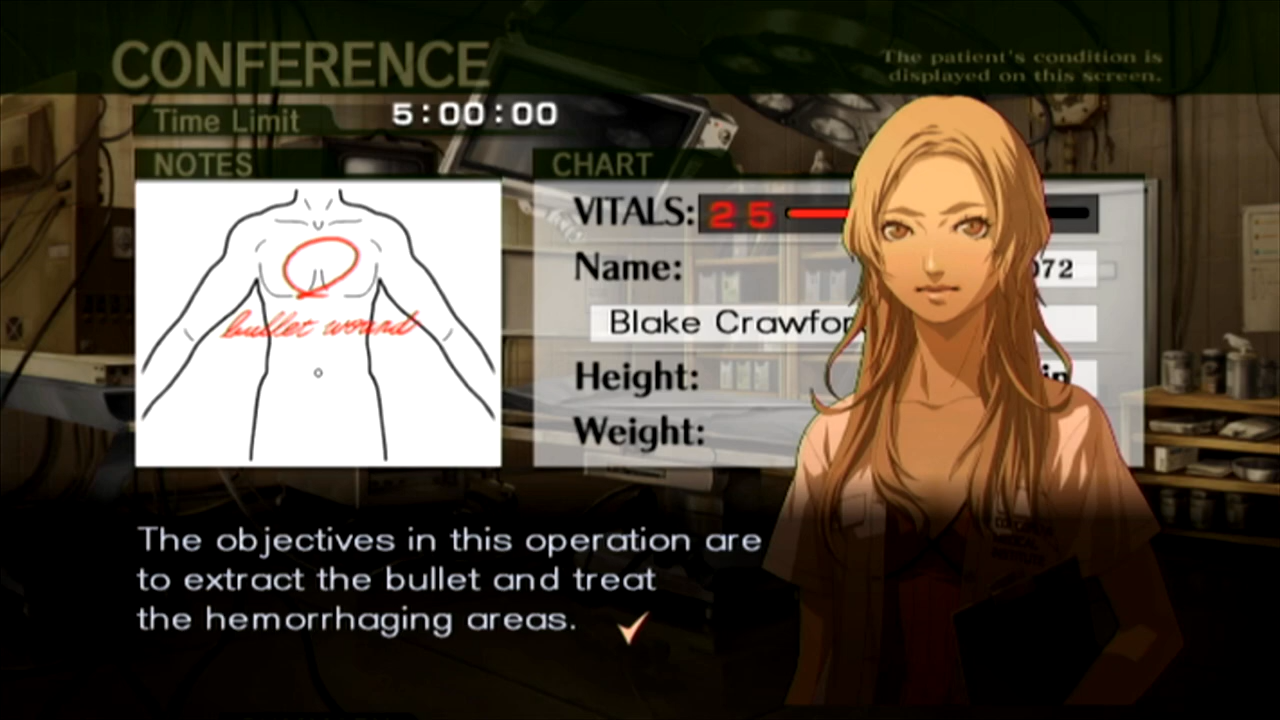 CONFERENCE
The patient's condition is
displayed on this screen.
Time Limit
5:00:00
NOTES
CHART
VITALS:
25
Name:
072
bullet wound
Blake Crawfor
Height:
in
Weight:
The objectives in this operation are
to extract the bullet and treat
the hemorrhaging areas.